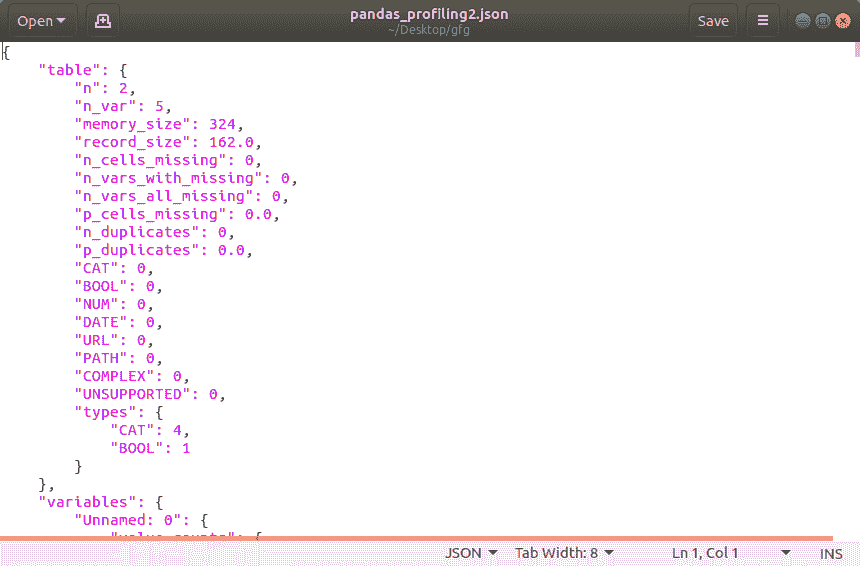 Open
pandas_profiling2.json
~/Desktop/gfg
Save
{
    "table": {
        "n": 2,
        "n_var": 5,
        "memory_size": 324,
        "record_size": 162.0,
        "n_cells_missing": 0,
        "n_vars_with_missing": 0,
        "n_vars_all_missing": 0,
        "p_cells_missing": 0.0,
        "n_duplicates": 0,
        "p_duplicates": 0.0,
        "CAT": 0,
        "BOOL": 0,
        "NUM": 0,
        "DATE": 0,
        "URL": 0,
        "PATH": 0,
        "COMPLEX": 0,
        "UNSUPPORTED": 0,
        "types": {
            "CAT": 4,
            "BOOL": 1
        }
    },
    "variables": {
        "Unnamed: 0": {
            "value_counts": {
JSON
Tab Width: 8
Ln 1, Col 1
INS